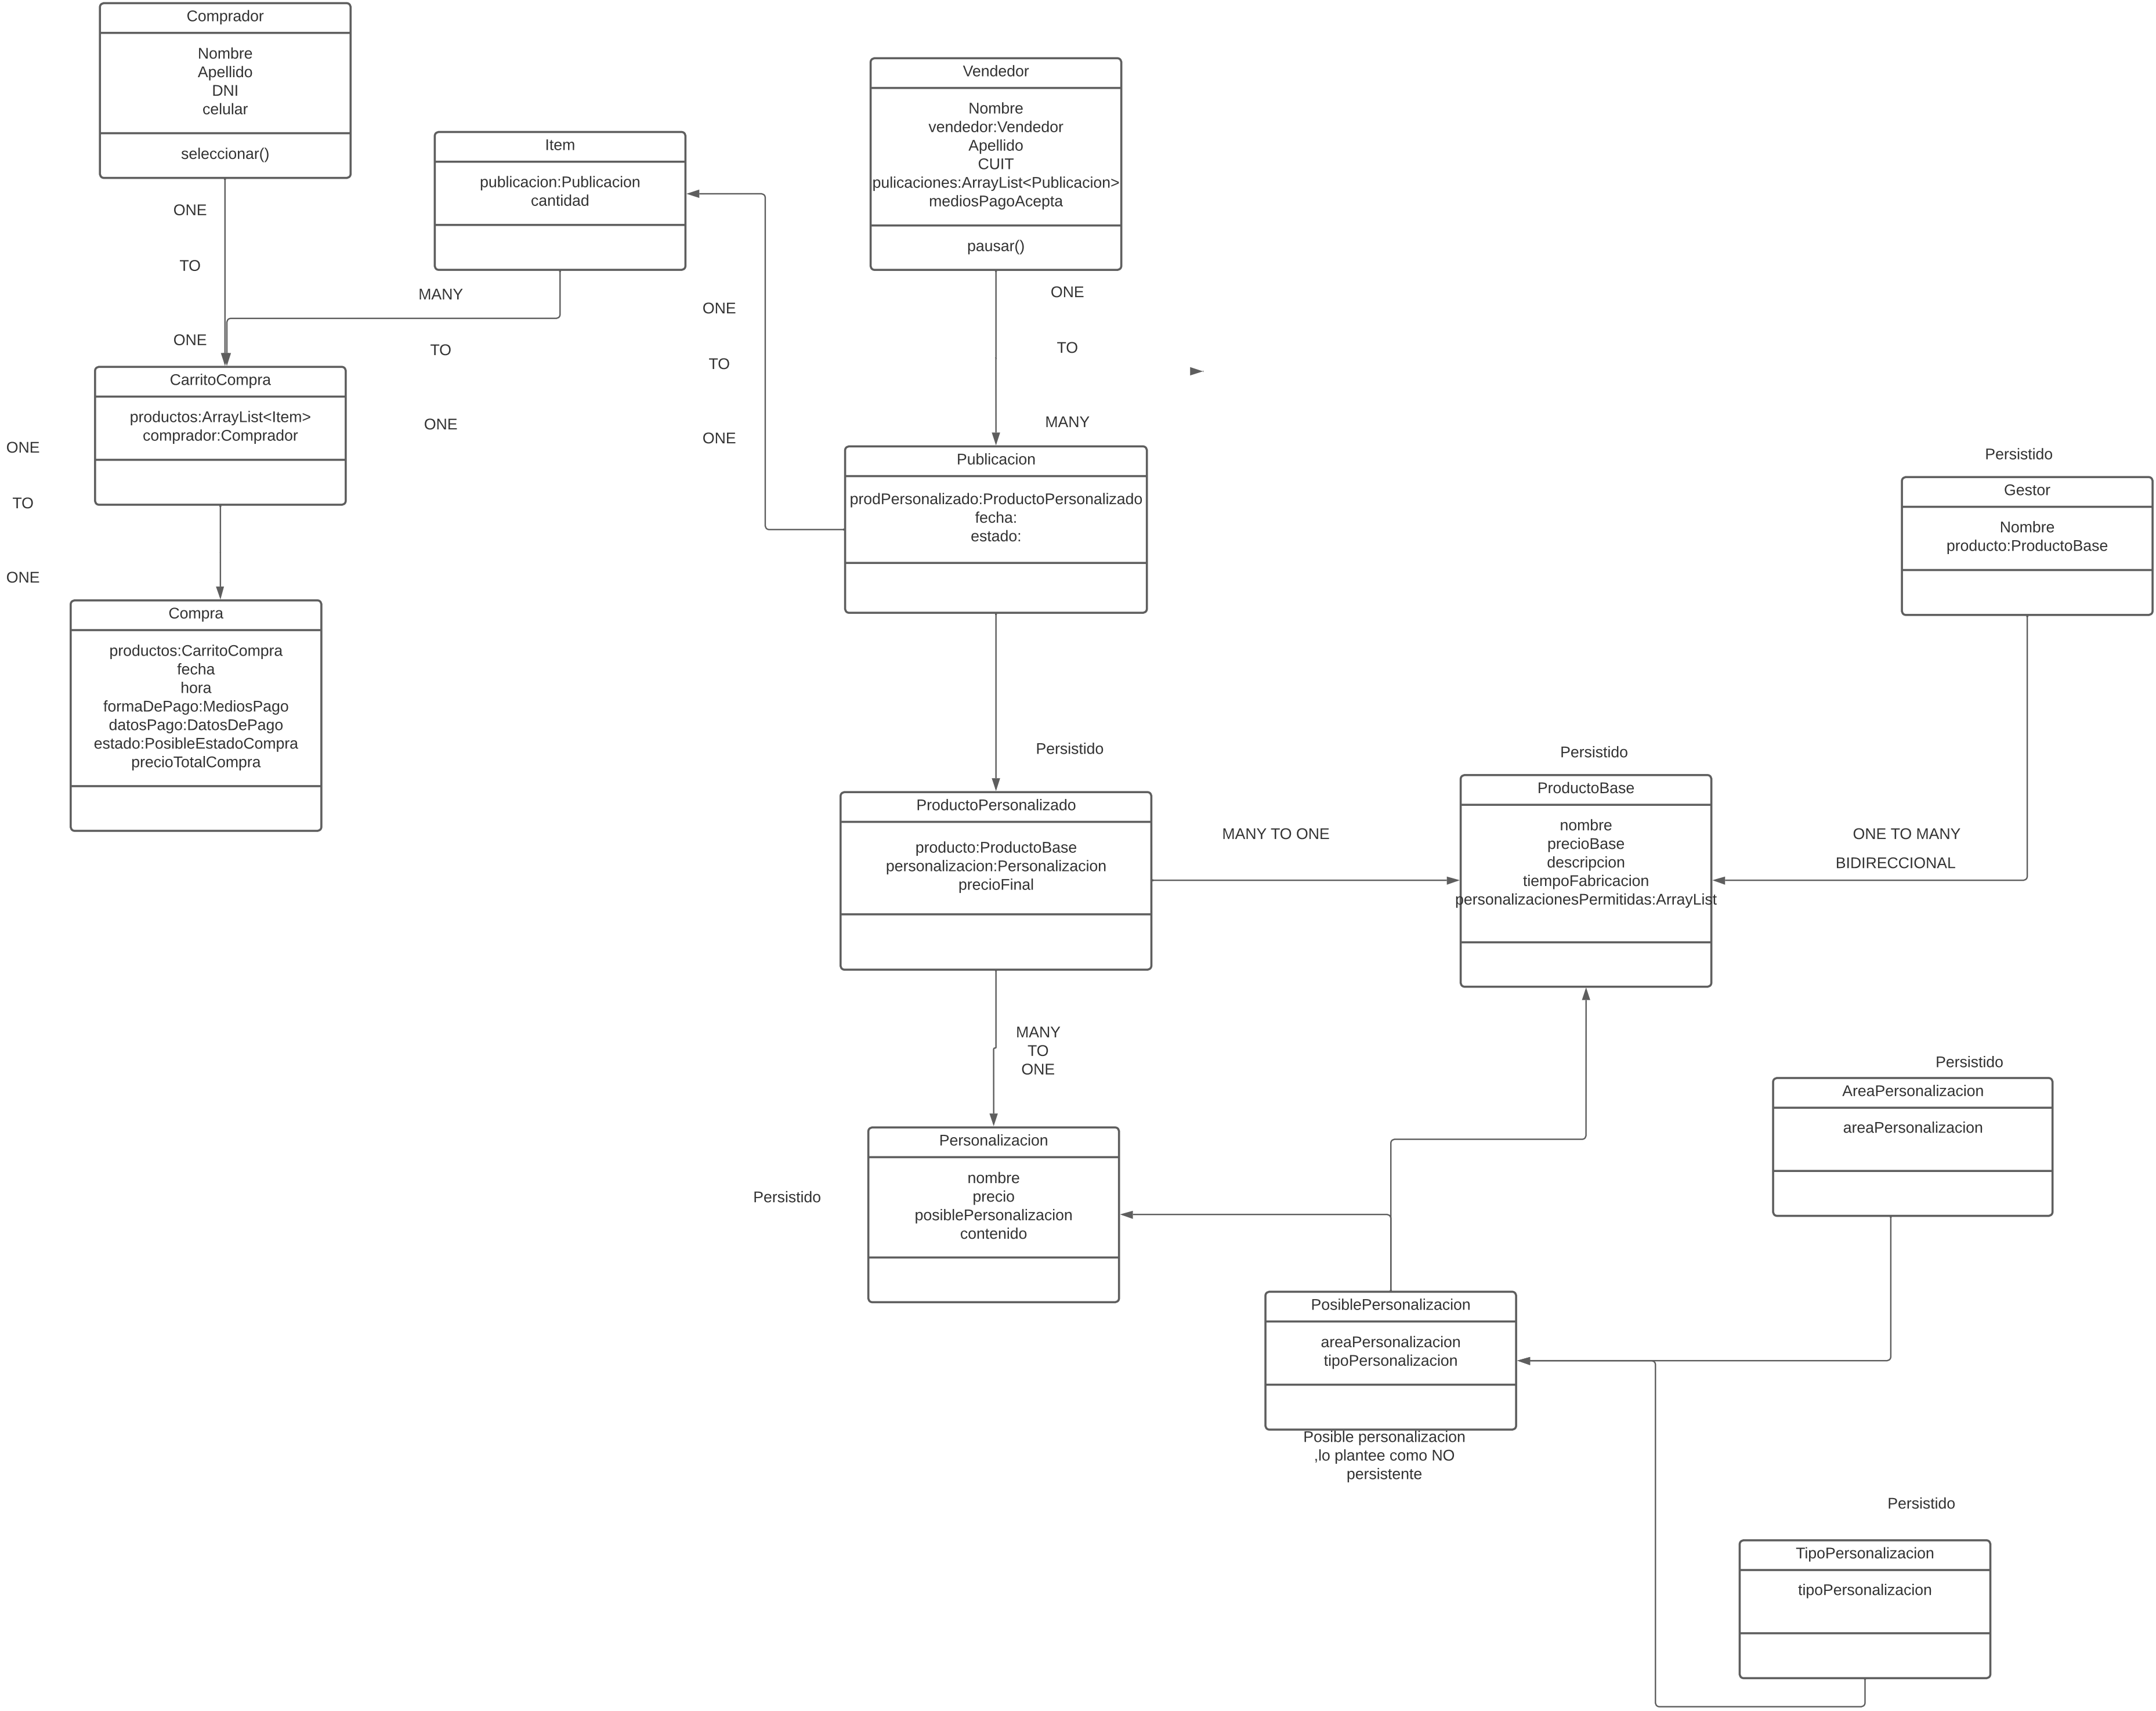 Comprador
Nombre
Apellido
DNI
celular
seleccionar()
Vendedor
Nombre
vendedor:Vendedor
Apellido
CUIT
pulicaciones:ArrayList<Publicacion>
mediosPagoAcepta
pausar()
Item
publicacion:Publicacion
cantidad
ONE
TO
ONE
MANY
TO
ONE
ONE
TO
ONE
ONE
TO
MANY
CarritoCompra
productos:ArrayList<Item>
comprador:Comprador
ONE
TO
ONE
Publicacion
prodPersonalizado:ProductoPersonalizado
fecha:
estado:
Persistido
Gestor
Nombre
producto:ProductoBase
Compra
productos:CarritoCompra
fecha
hora
formaDePago:MediosPago
datosPago:DatosDePago
estado:PosibleEstadoCompra
precioTotalCompra
Persistido
ProductoPersonalizado
producto:ProductoBase
personalizacion:Personalizacion
precioFinal
MANY TO ONE
Persistido
ProductoBase
nombre
precioBase
descripcion
tiempoFabricacion
personalizacionesPermitidas:ArrayList
ONE TO MANY
BIDIRECCIONAL
MANY
TO
ONE
Persistido
AreaPersonalizacion
areaPersonalizacion
Persistido
Personalizacion
nombre
precio
posiblePersonalizacion
contenido
PosiblePersonalizacion
areaPersonalizacion
tipoPersonalizacion
Posible personalizacion
,lo plantee como NO
persistente
Persistido
TipoPersonalizacion
tipoPersonalizacion